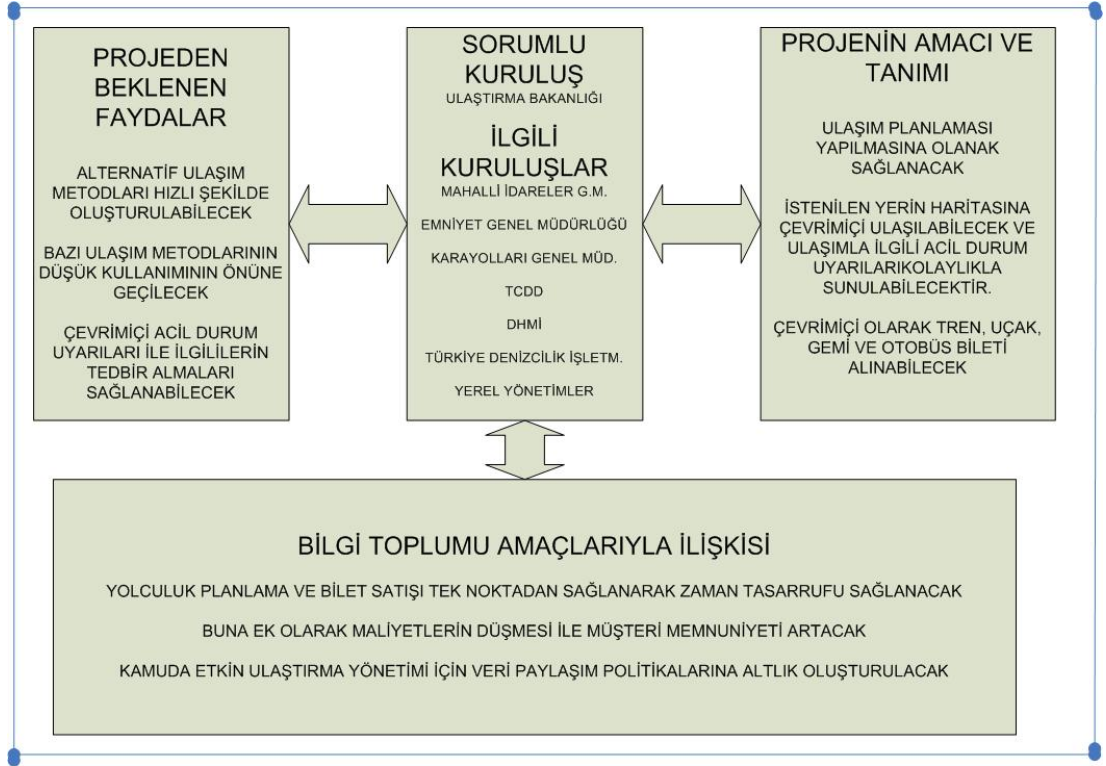 PROJEDEN
BEKLENEN
FAYDALAR
ALTERNATİF ULAŞIM
METODLARI HIZLI ŞEKİLDE
OLUŞTURULABİLECEK
BAZI ULAŞIM METODLARININ
DÜŞÜK KULLANIMININ ÖNÜNE
GEÇİLECEK
ÇEVRİMİÇİ ACİL DURUM
UYARILARI İLE İLGİLİLERİN
TEDBİR ALMALARI
SAĞLANABİLECEK
SORUMLU
KURULUŞ
ULAŞTIRMA BAKANLIĞI
İLGİLİ
KURULUŞLAR
MAHALLİ İDARELER G.M.
EMNİYET GENEL MÜDÜRLÜĞÜ
KARAYOLLARI GENEL MÜD.
TCDD
DHMİ
TÜRKİYE DENİZCİLİK İŞLETM.
YEREL YÖNETİMLER
PROJENİN AMACI VE
TANIMI
ULAŞIM PLANLAMASI
YAPILMASINA OLANAK
SAĞLANACAK
İSTENİLEN YERİN HARİTASINA
ÇEVRİMİÇİ ULAŞILABİLECEK VE
ULAŞIMLA İLGİLİ ACİL DURUM
UYARILARIKOLAYLIKLA
SUNULABİLECEKTİR.
ÇEVRİMİÇİ OLARAK TREN, UÇAK,
GEMİ VE OTOBÜS BİLETİ
ALINABİLECEK
BİLGİ TOPLUMU AMAÇLARIYLA İLİŞKİSİ
YOLCULUK PLANLAMA VE BİLET SATIŞI TEK NOKTADAN SAĞLANARAK ZAMAN TASARRUFU SAĞLANACAK
BUNA EK OLARAK MALİYETLERİN DÜŞMESİ İLE MÜŞTERİ MEMNUNİYETİ ARTACAK
KAMUDA ETKİN ULAŞTIRMA YÖNETİMİ İÇİN VERİ PAYLAŞIM POLİTİKALARINA ALTLIK OLUŞTURULACAK